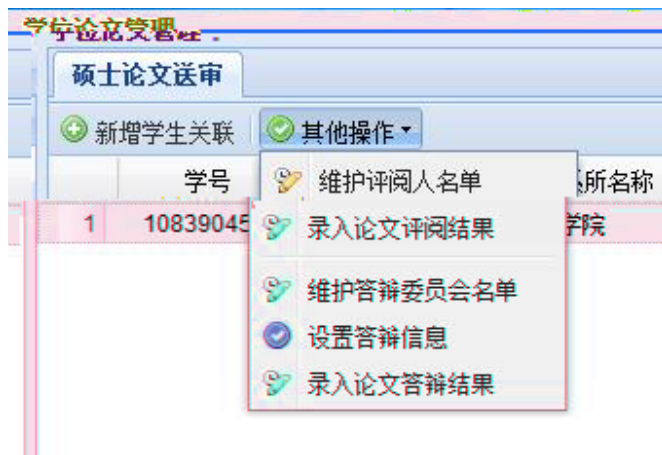 学位论文管理
硕士论文送审
新增学生关联 其他操作
学号 所名称
1 10839045 学院
维护评阅人名单
录入论文评阅结果
维护答辩委员会名单
设置答辩信息
录入论文答辩结果